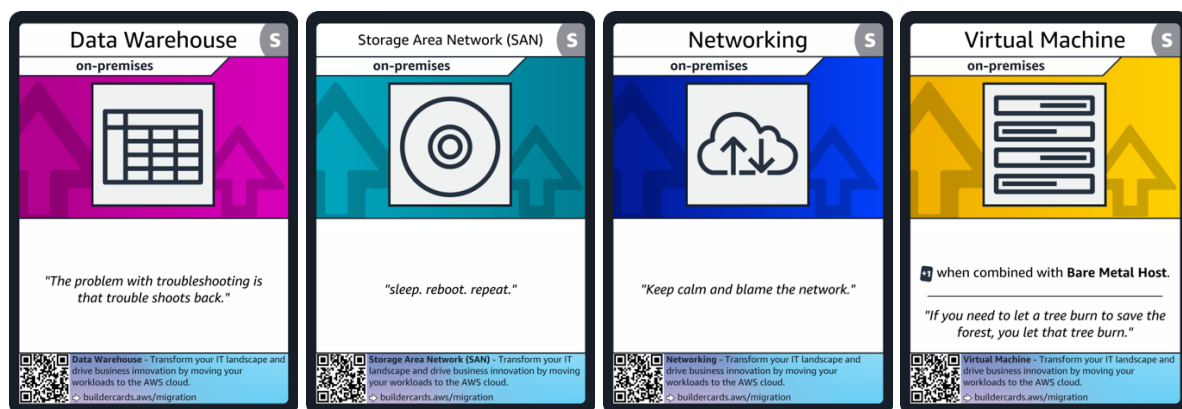 Data Warehouse
S
on-premises
"The problem with troubleshooting is
that trouble shoots back."
Data Warehouse - Transform your IT landscape and
drive business innovation by moving your
workloads to the AWS cloud.
buildercards.aws/migration
Storage Area Network (SAN)
S
on-premises
"sleep. reboot. repeat."
Storage Area Network (SAN) - Transform your IT
landscape and drive business innovation by moving
your workloads to the AWS cloud.
buildercards.aws/migration
Networking
S
on-premises
"Keep calm and blame the network."
Networking - Transform your IT landscape and
drive business innovation by moving your
workloads to the AWS cloud.
buildercards.aws/migration
Virtual Machine
S
on-premises
+1 when combined with Bare Metal Host.
"If you need to let a tree burn to save the
forest, you let that tree burn."
Virtual Machine - Transform your IT landscape and
drive business innovation by moving your
workloads to the AWS cloud.
buildercards.aws/migration